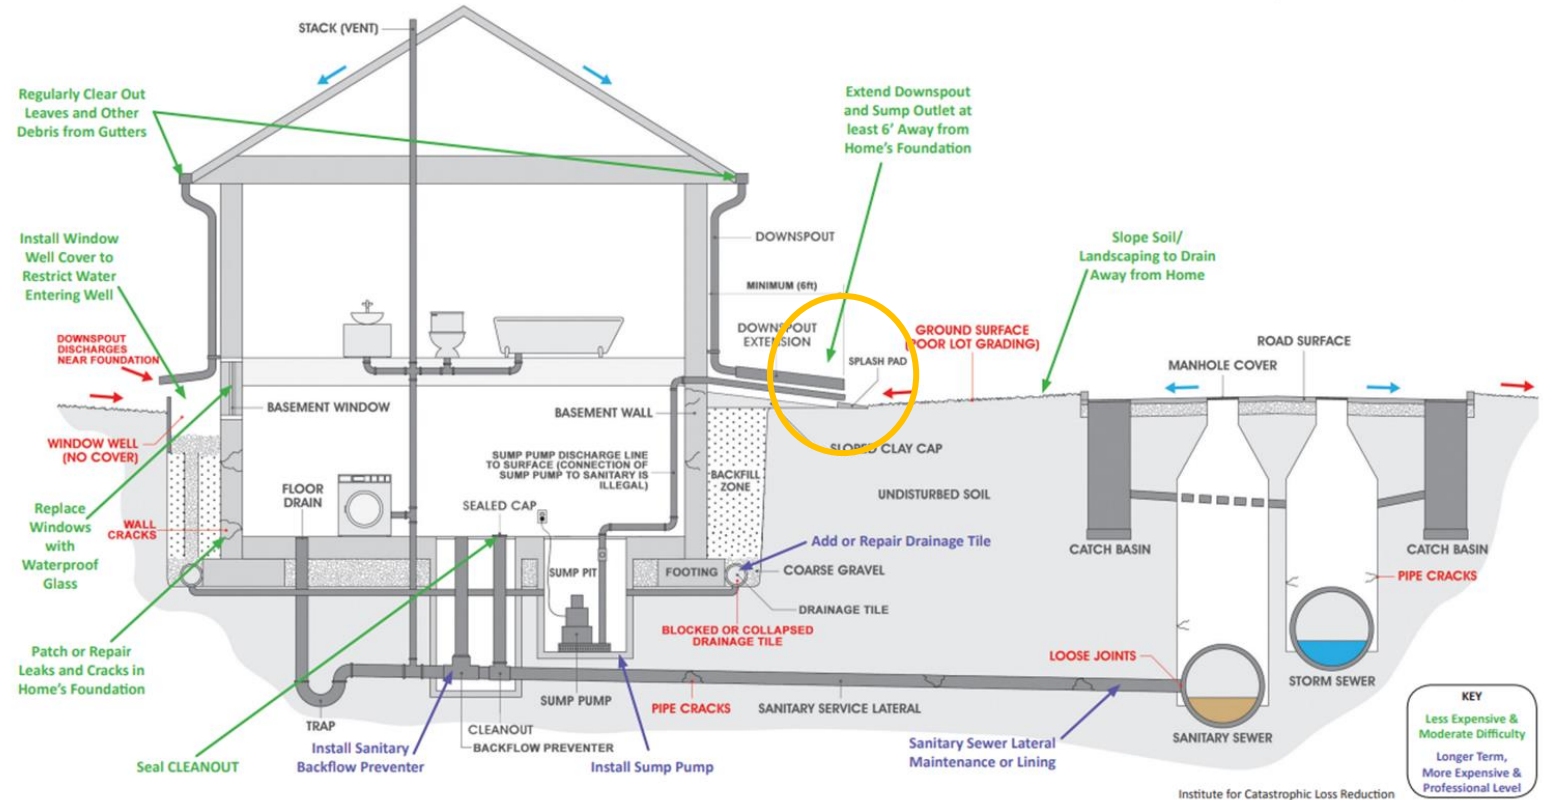 STACK (VENT)
Regularly Clear Out
Leaves and Other
Debris from Gutters
Extend Downspout
and Sump Outlet at
least 6' Away from
Home's Foundation
Install Window
Well Cover to
Restrict Water
Entering Well
DOWNSPOUT
Slope Soil/
Landscaping to Drain
Away from Home
MINIMUM (6ft)
DOWNSPOUT
EXTENSION
DOWNSPOUT
DISCHARGES
NEAR FOUNDATION
GROUND SURFACE
(POOR LOT GRADING)
SPLASH PAD
ROAD SURFACE
MANHOLE COVER
BASEMENT WINDOW
BASEMENT WALL
WINDOW WELL
(NO COVER)
SLOPED CLAY CAP
SUMP PUMP DISCHARGE LINE
TO SURFACE (CONNECTION OF
SUMP PUMP TO SANITARY IS
ILLEGAL)
BACKFILL
ZONE
UNDISTURBED SOIL
FLOOR
DRAIN
SEALED CAP
Replace
Windows
with
Waterproof
Glass
WALL
CRACKS
Add or Repair Drainage Tile
CATCH BASIN
CATCH BASIN
SUMP PIT
FOOTING
COARSE GRAVEL
PIPE CRACKS
DRAINAGE TILE
BLOCKED OR COLLAPSED
DRAINAGE TILE
Patch or Repair
Leaks and Cracks in
Home's Foundation
LOOSE JOINTS
STORM SEWER
SUMP PUMP
PIPE CRACKS
SANITARY SERVICE LATERAL
TRAP
CLEANOUT
BACKFLOW PREVENTER
SANITARY SEWER
Seal CLEANOUT
Install Sanitary
Backflow Preventer
Install Sump Pump
Sanitary Sewer Lateral
Maintenance or Lining
KEY
Less Expensive &
Moderate Difficulty
Longer Term,
More Expensive &
Professional Level
Institute for Catastrophic Loss Reduction